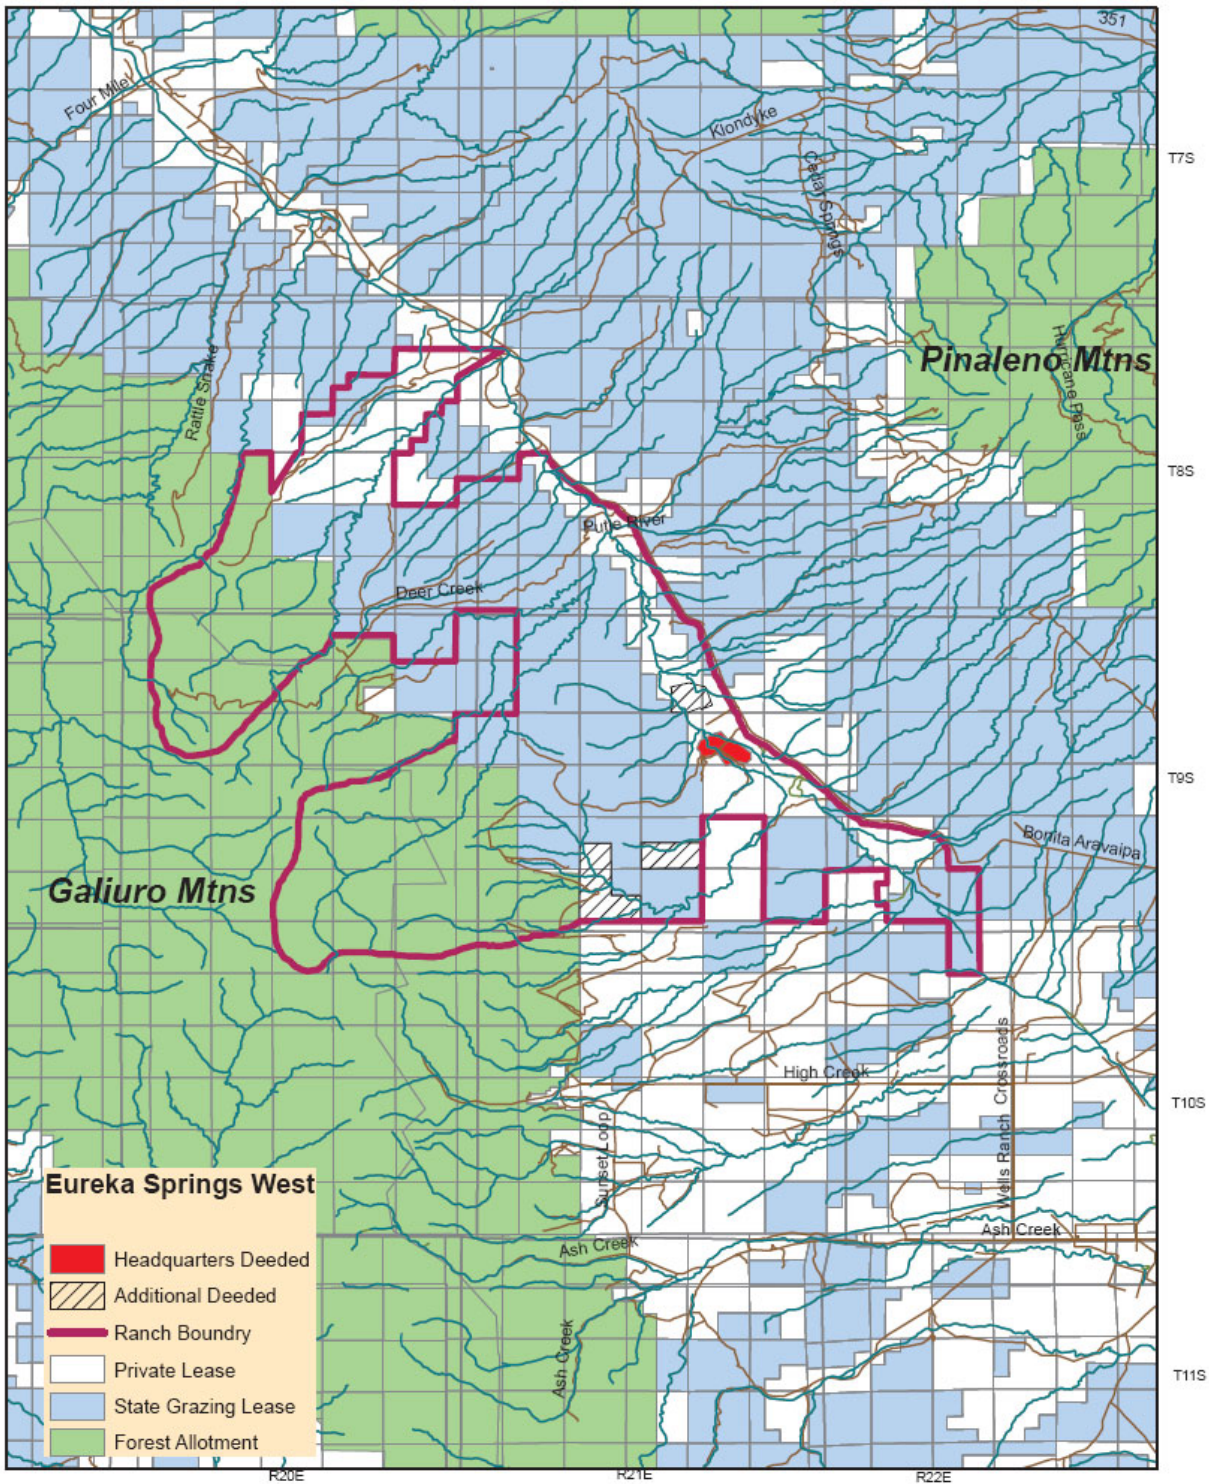 351
Four Mile
Klondyke
T7S
Cedar Springs
Rattle Snake
Pinaleno Mtns
Hurricane Pass
T8S
Putie River
Deer Creek
T9S
Bonita Aravaipa
Galiuro Mtns
High Creek
Wells Ranch Crossroads
T10S
Sunset Loop
Ash Creek
Ash Creek
Ash Creek
T11S
Eureka Springs West
Headquarters Deeded
Additional Deeded
Ranch Boundry
Private Lease
State Grazing Lease
Forest Allotment
R20E
R21E
R22E